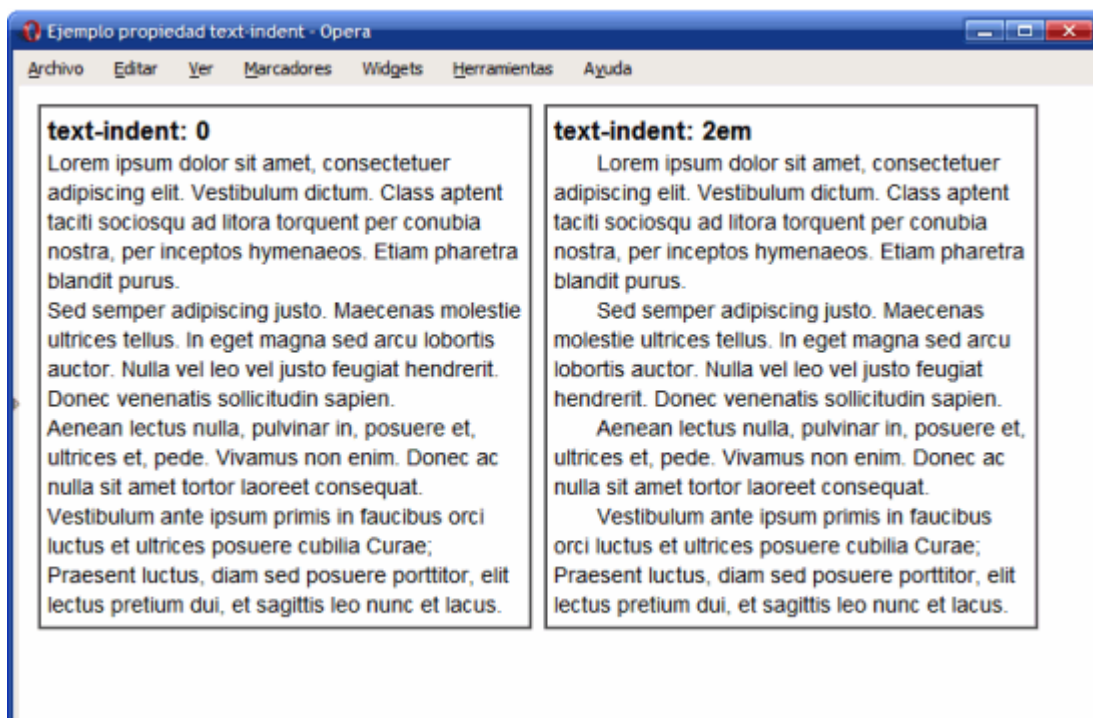 Ejemplo propiedad text-indent - Opera
Archivo Editar Ver Marcadores Widgets Herramientas Ayuda
text-indent: 0
Lorem ipsum dolor sit amet, consectetuer
adipiscing elit. Vestibulum dictum. Class aptent
taciti sociosqu ad litora torquent per conubia
nostra, per inceptos hymenaeos. Etiam pharetra
blandit purus.
Sed semper adipiscing justo. Maecenas molestie
ultrices tellus. In eget magna sed arcu lobortis
auctor. Nulla vel leo vel justo feugiat hendrerit.
Donec venenatis sollicitudin sapien.
Aenean lectus nulla, pulvinar in, posuere et,
ultrices et, pede. Vivamus non enim. Donec ac
nulla sit amet tortor laoreet consequat.
Vestibulum ante ipsum primis in faucibus orci
luctus et ultrices posuere cubilia Curae;
Praesent luctus, diam sed posuere porttitor, elit
lectus pretium dui, et sagittis leo nunc et lacus.
text-indent: 2em
Lorem ipsum dolor sit amet, consectetuer
adipiscing elit. Vestibulum dictum. Class aptent
taciti sociosqu ad litora torquent per conubia
nostra, per inceptos hymenaeos. Etiam pharetra
blandit purus.
Sed semper adipiscing justo. Maecenas
molestie ultrices tellus. In eget magna sed arcu
lobortis auctor. Nulla vel leo vel justo feugiat
hendrerit. Donec venenatis sollicitudin sapien.
Aenean lectus nulla, pulvinar in, posuere et,
ultrices et, pede. Vivamus non enim. Donec ac
nulla sit amet tortor laoreet consequat.
Vestibulum ante ipsum primis in faucibus
orci luctus et ultrices posuere cubilia Curae;
Praesent luctus, diam sed posuere porttitor, elit
lectus pretium dui, et sagittis leo nunc et lacus.